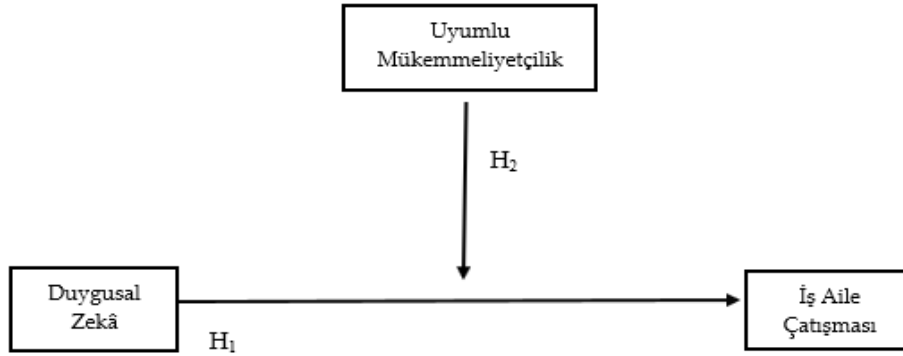 Uyumlu
Mükemmeliyetçilik
H₂
Duygusal
Zekâ
H₁
İş Aile
Çatışması